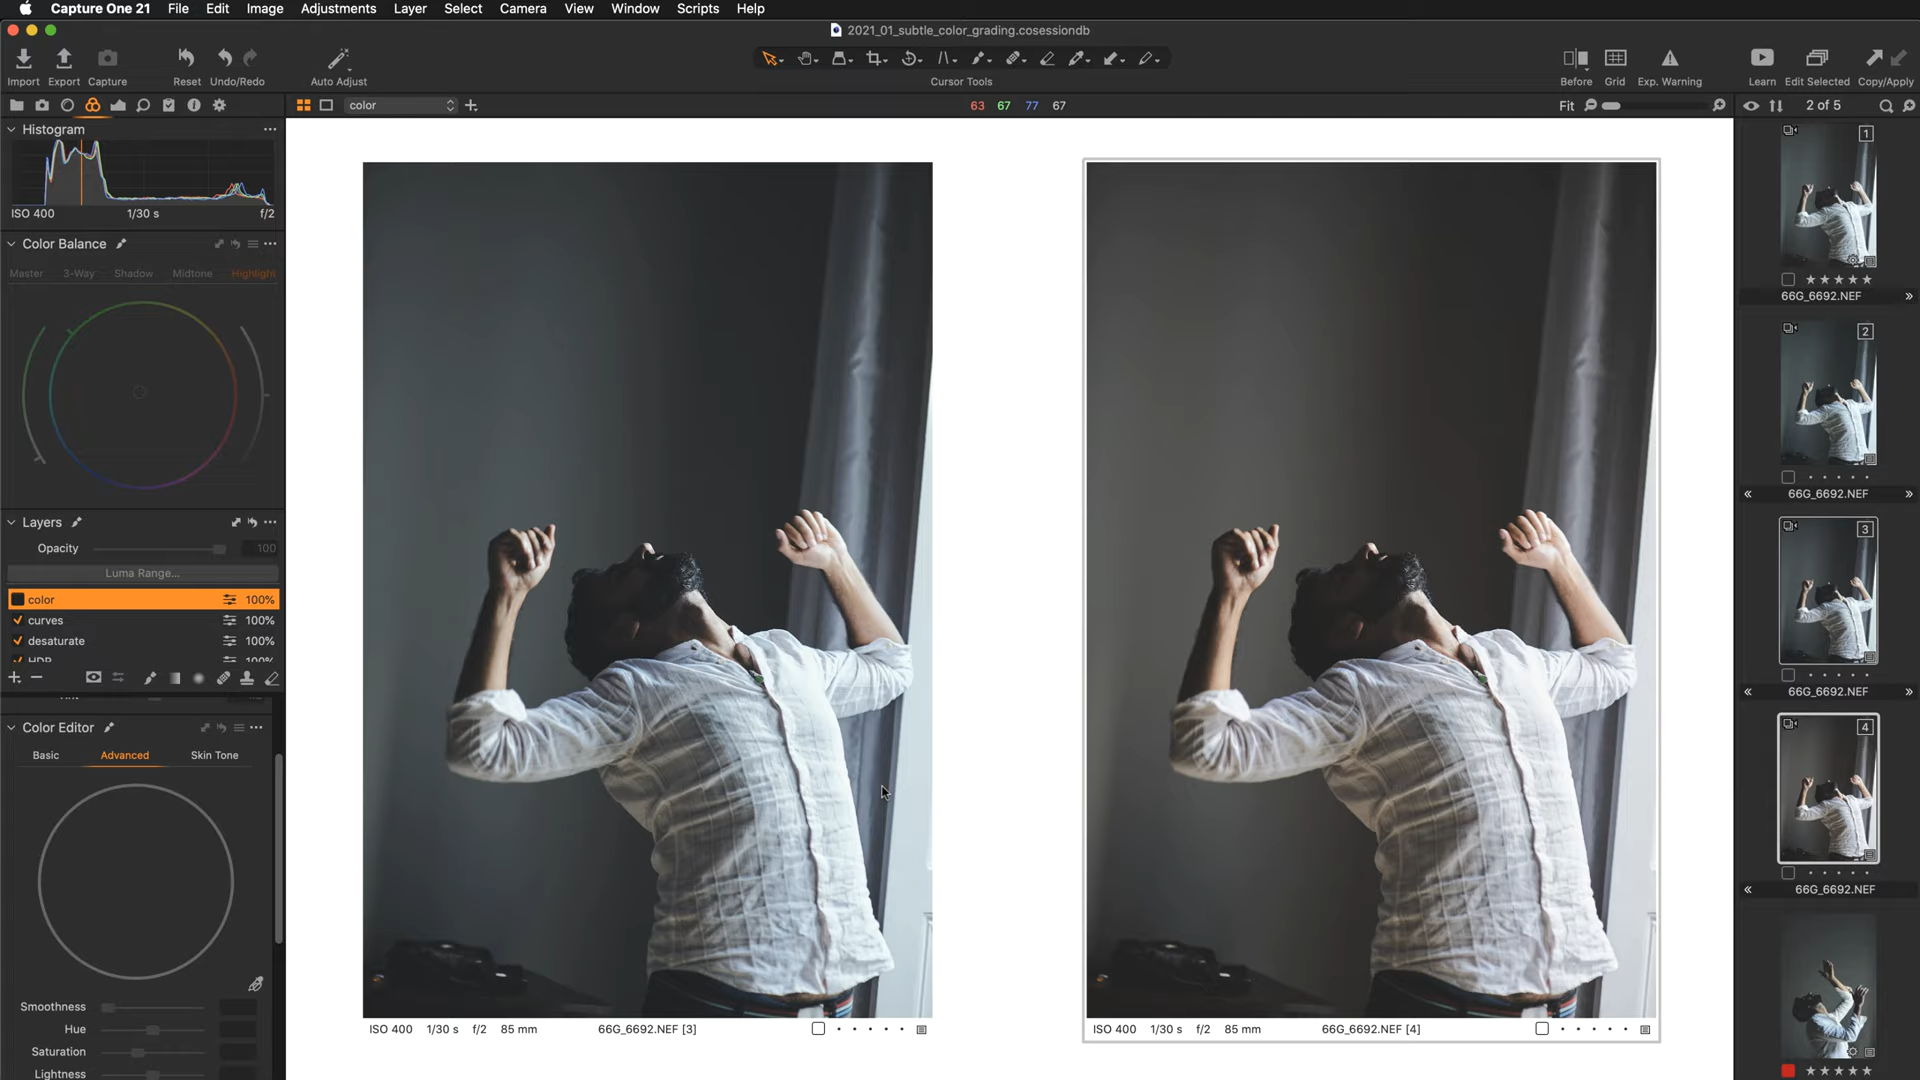 Capture One 21 File Edit Image Adjustments Layer Select Camera View Window Scripts Help
2021_01_subtle_color_grading.cosessiondb
Import Export Capture Reset Undo/Redo Auto Adjust Cursor Tools Before Grid Exp. Warning Learn Edit Selected Copy/Apply
color 63 67 77 67 Fit 2 of 5
Histogram
ISO 400 1/30 s f/2
Color Balance
Master 3-Way Shadow Midtone Highlight
Layers
Opacity 100
Luma Range...
color 100%
curves 100%
desaturate 100%
HDR 100%
Color Editor
Basic Advanced Skin Tone
Smoothness
Hue
Saturation
Lightness
ISO 400 1/30 s f/2 85 mm 66G_6692.NEF [3]
ISO 400 1/30 s f/2 85 mm 66G_6692.NEF [4]
1
66G_6692.NEF
2
66G_6692.NEF
3
66G_6692.NEF
4
66G_6692.NEF